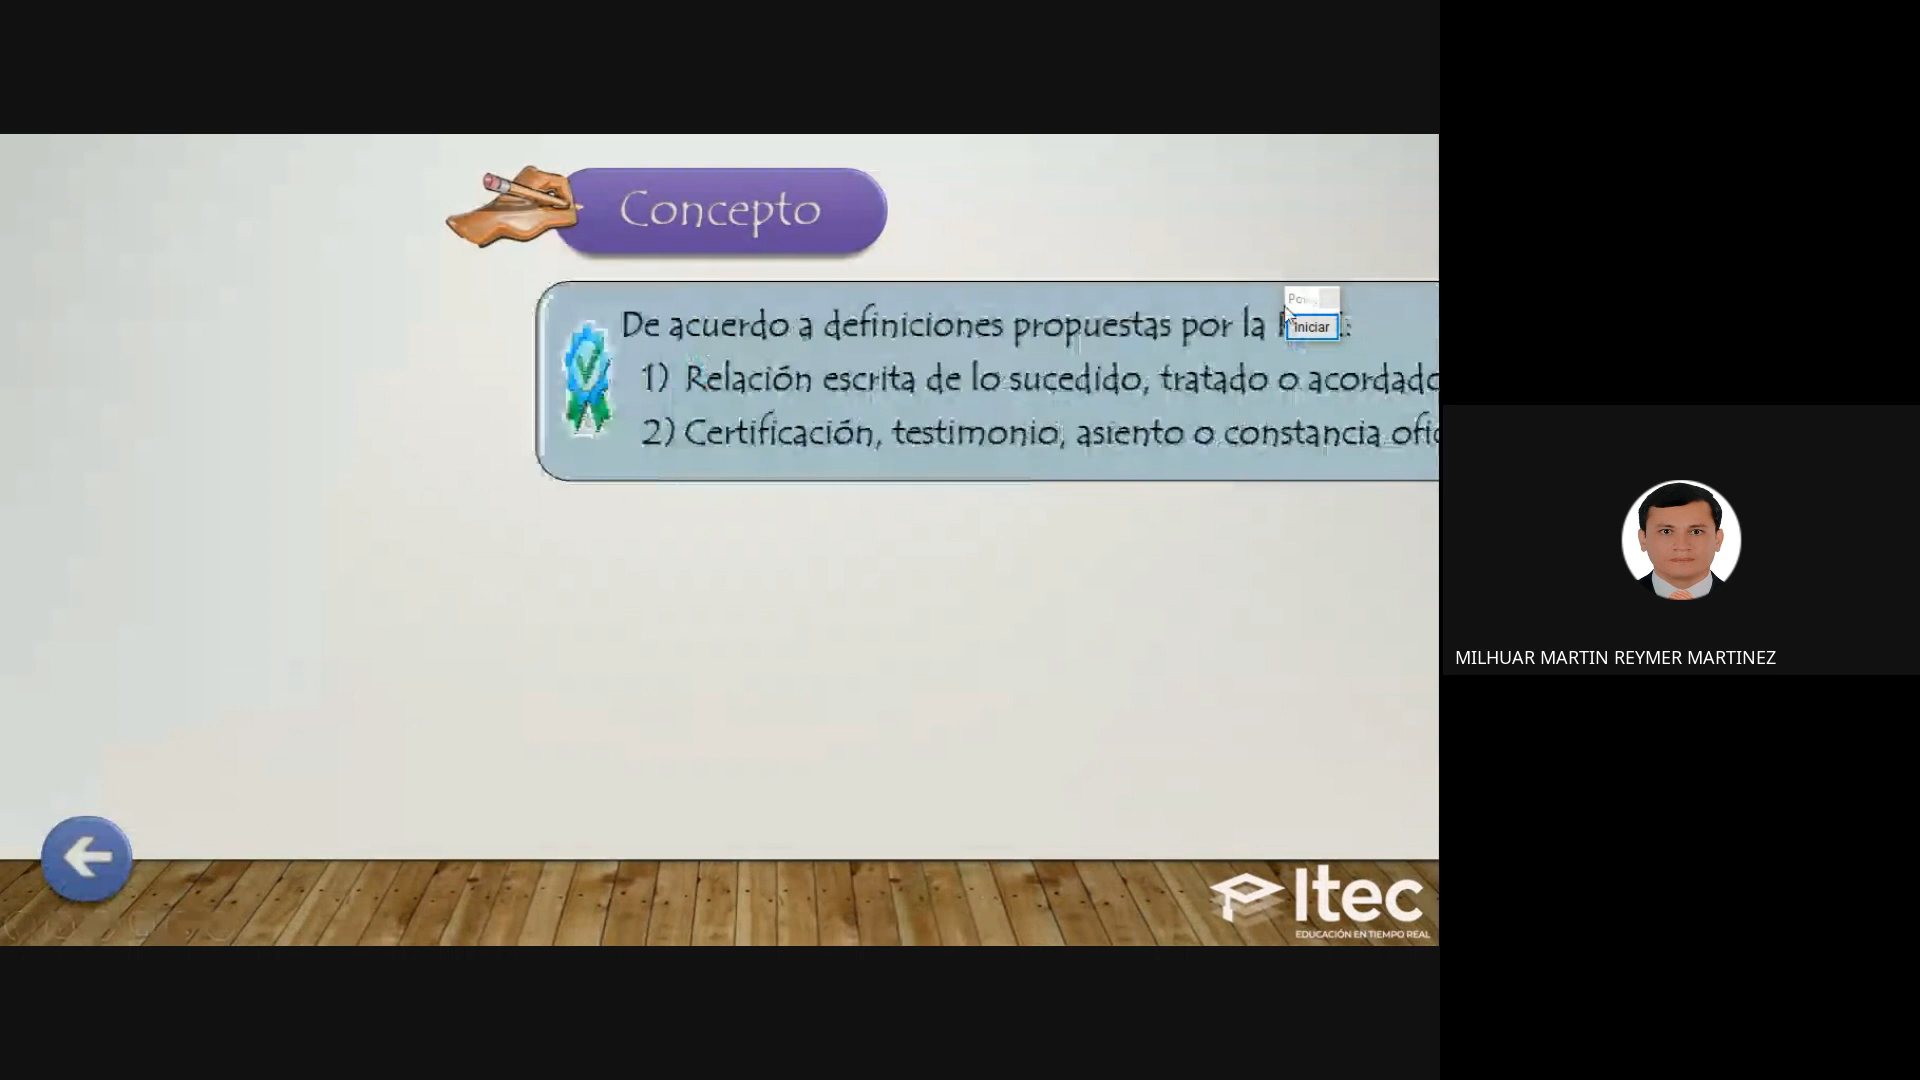 Concepto
De acuerdo a definiciones propuestas por la
Iniciar
1) Relación escrita de lo sucedido, tratado o acordado
2) Certificación, testimonio, asiento o constancia
MILHUAR MARTIN REYMER MARTINEZ
Itec
EDUCACIÓN EN TIEMPO REAL